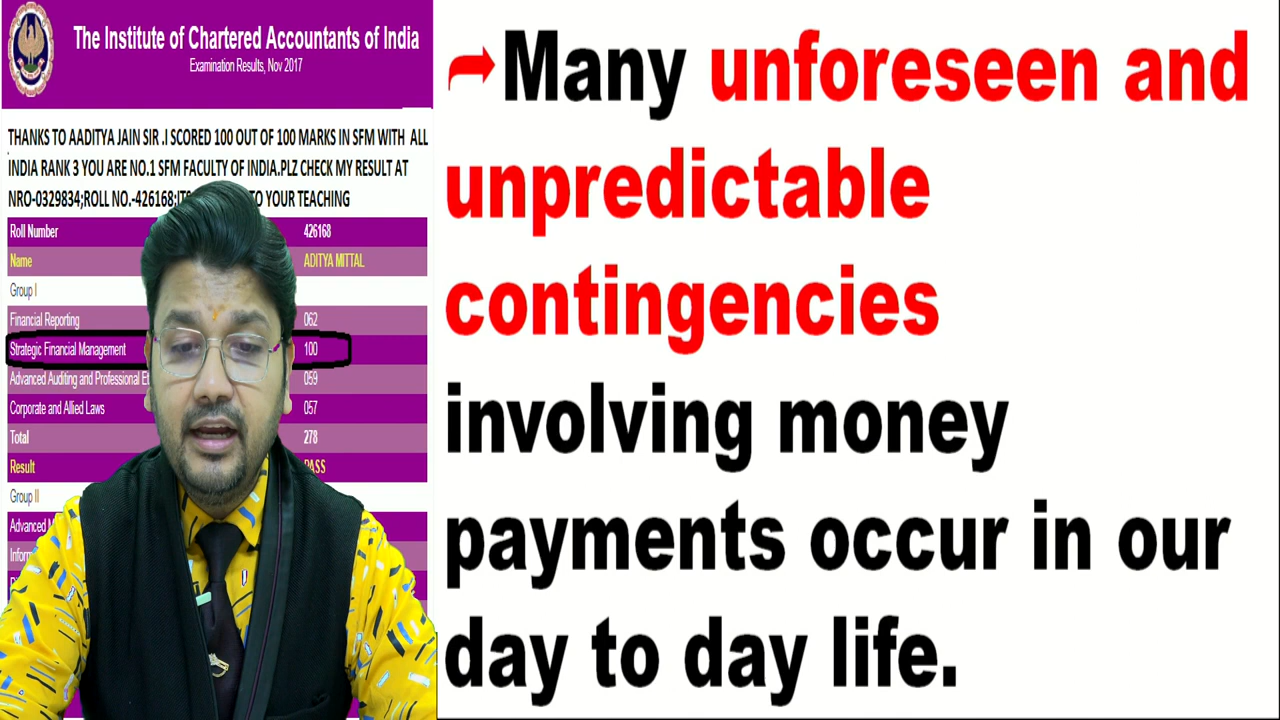 The Institute of Chartered Accountants of India
Examination Results, Nov 2017
THANKS TO AADITYA JAIN SIR .I SCORED 100 OUT OF 100 MARKS IN SFM WITH ALL
INDIA RANK 3 YOU ARE NO.1 SFM FACULTY OF INDIA.PLZ CHECK MY RESULT AT
NRO-0329834;ROLL NO.-426168; TO YOUR TEACHING
Roll Number 426168
Name ADITYA MITTAL
Group I
Financial Reporting 062
Strategic Financial Management 100
Advanced Auditing and Professional 059
Corporate and Allied Laws 057
Total 278
Result PASS
Group II
Advanced
Many unforeseen and
unpredictable
contingencies
involving money
payments occur in our
day to day life.